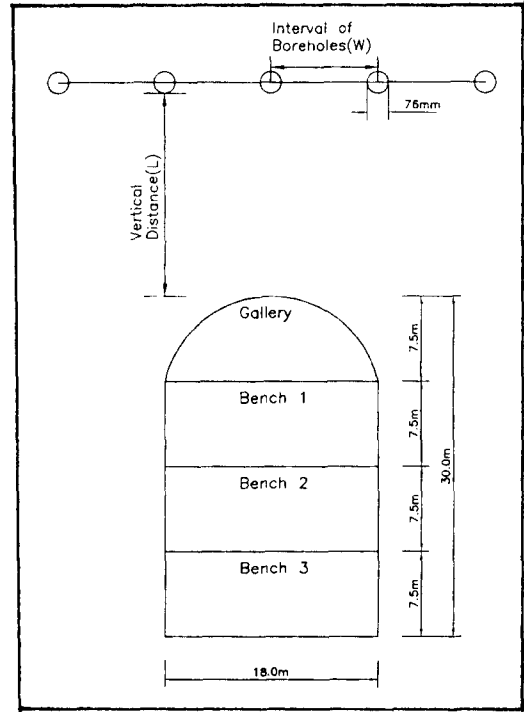 Interval of
Boreholes(W)
76mm
Vertical
Distance(L)
Gallery
7.5m
Bench 1
7.5m
30.0m
Bench 2
7.5m
Bench 3
7.5m
18.0m